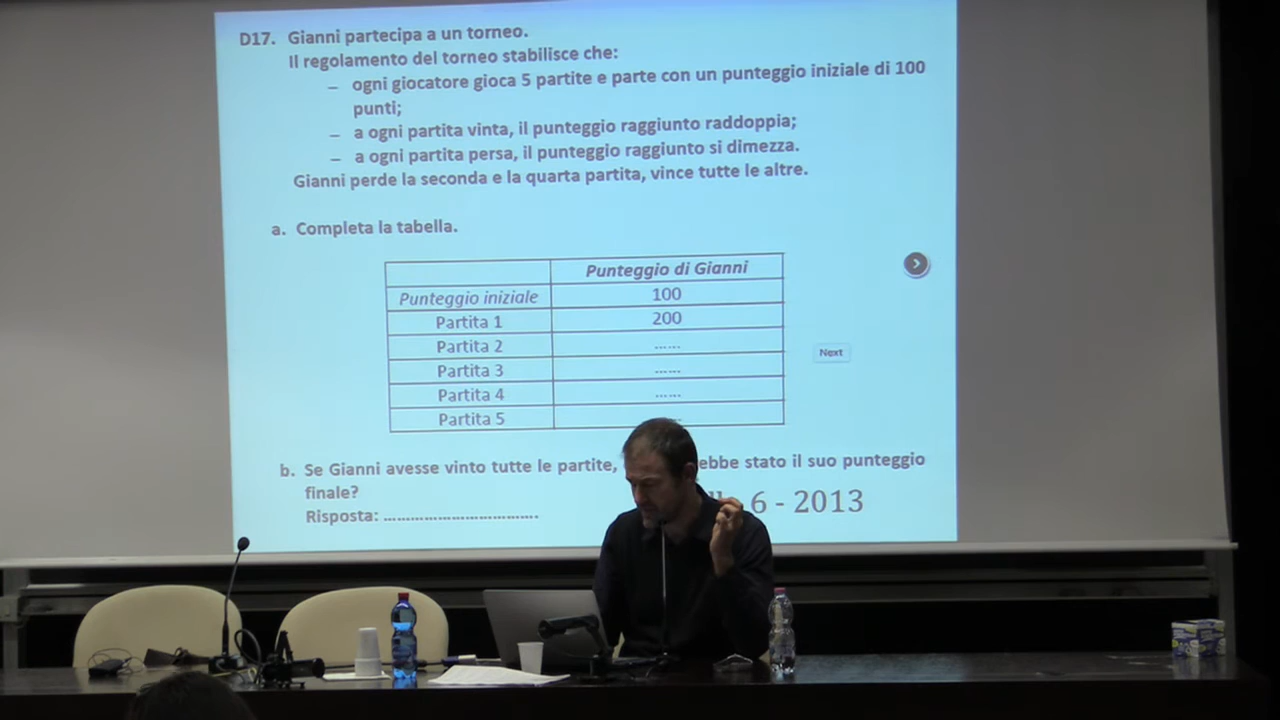 D17. Gianni partecipa a un torneo.
Il regolamento del torneo stabilisce che:
– ogni giocatore gioca 5 partite e parte con un punteggio iniziale di 100
punti;
– a ogni partita vinta, il punteggio raggiunto raddoppia;
– a ogni partita persa, il punteggio raggiunto si dimezza.
Gianni perde la seconda e la quarta partita, vince tutte le altre.
a. Completa la tabella.
Punteggio di Gianni
Punteggio iniziale 100
Partita 1 200
Partita 2 ......
Partita 3 ......
Partita 4 ......
Partita 5
Next
b. Se Gianni avesse vinto tutte le partite, ebbe stato il suo punteggio
finale?
Risposta: ................................
6 - 2013